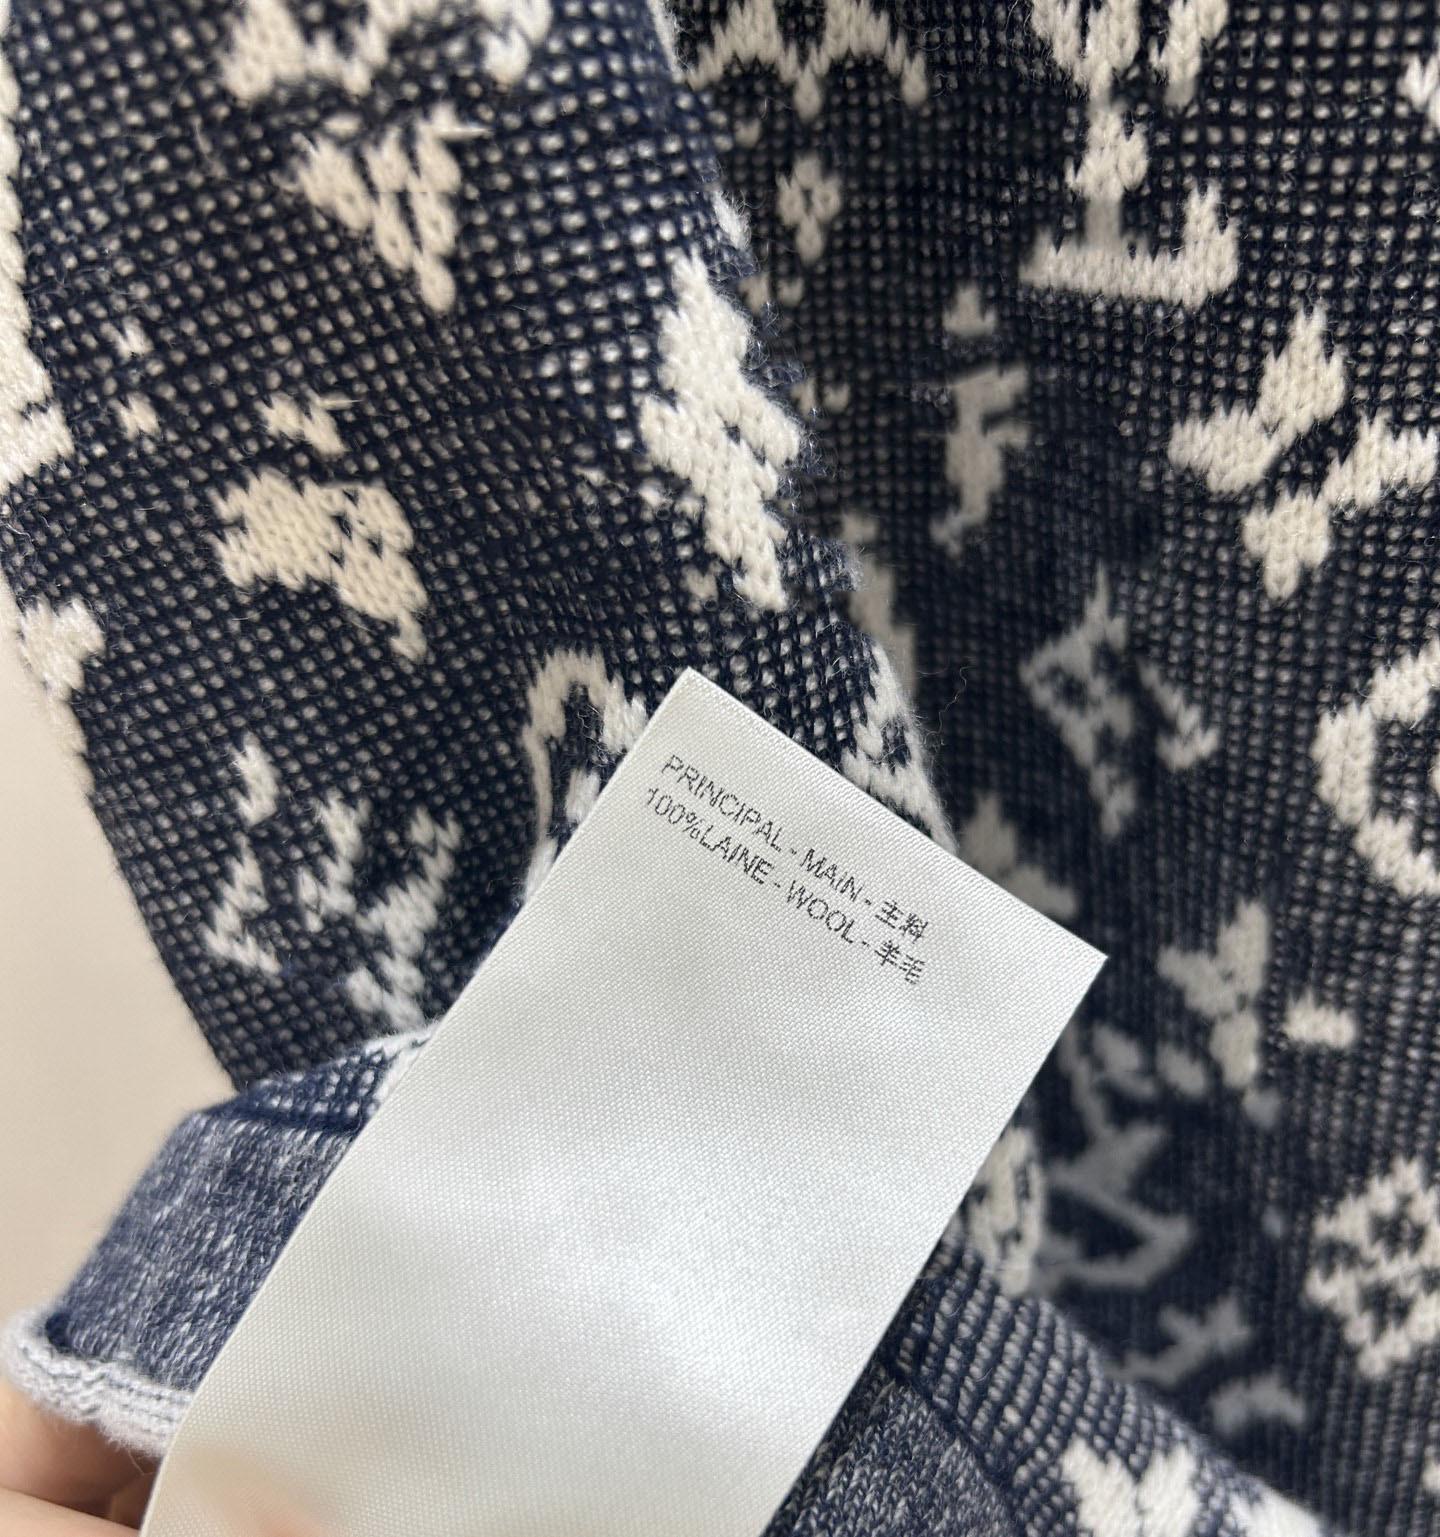 PRINCIPAL - MAIN - 主料
100%LAINE - WOOL - 羊毛